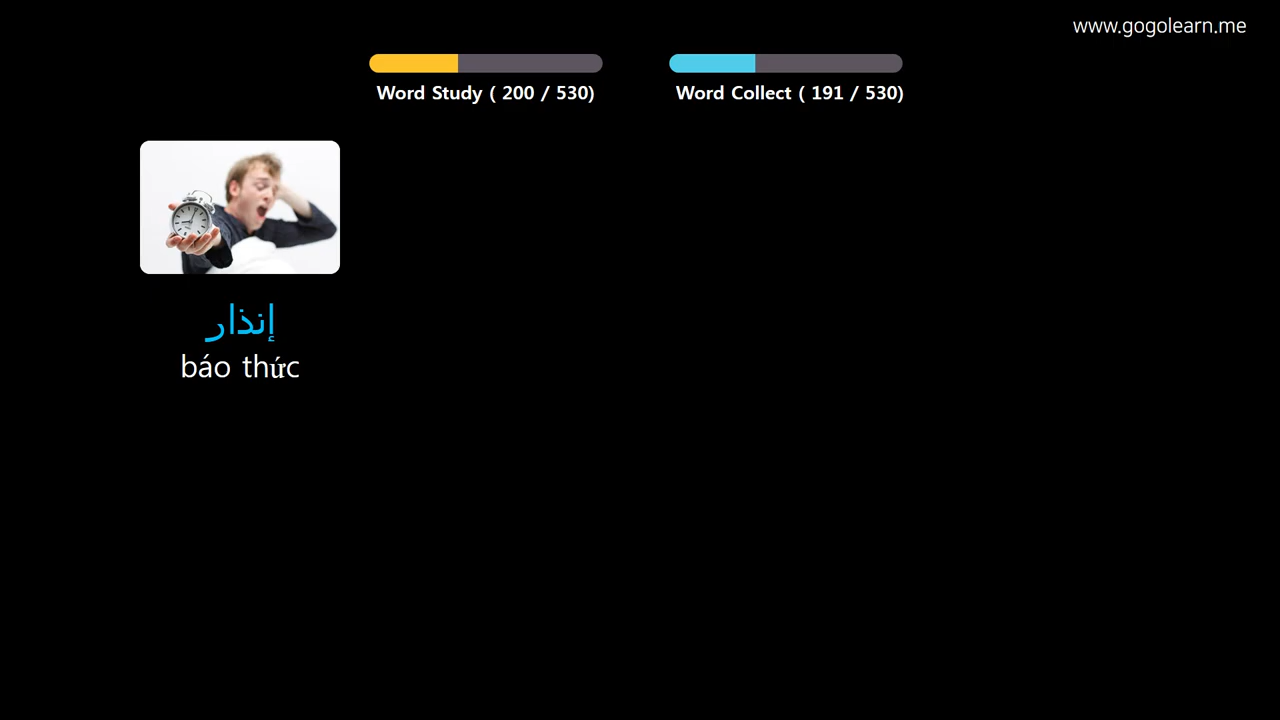 www.gogolearn.me
Word Study ( 200 / 530)
Word Collect ( 191 / 530)
إنذار
báo thức